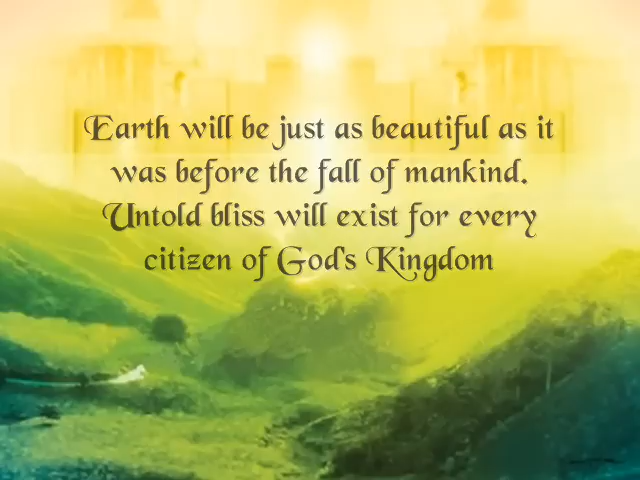 Earth will be just as beautiful as it
was before the fall of mankind.
Untold bliss will exist for every
citizen of God's Kingdom